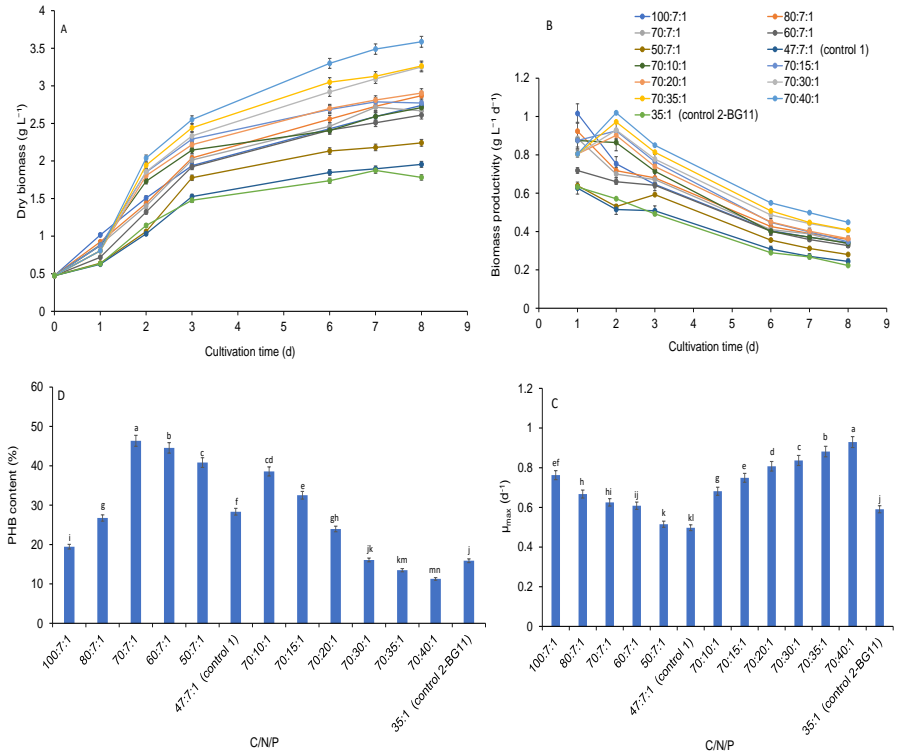 A
Dry biomass (g L⁻¹)
4
3.5
3
2.5
2
1.5
1
0.5
0
0 1 2 3 4 5 6 7 8 9
Cultivation time (d)
B
100:7:1 80:7:1
70:7:1 60:7:1
50:7:1 47:7:1 (control 1)
70:10:1 70:15:1
70:20:1 70:30:1
70:35:1 70:40:1
35:1 (control 2-BG11)
Biomass productivity (g L⁻¹ d⁻¹)
1.2
1
0.8
0.6
0.4
0.2
0
0 1 2 3 4 5 6 7 8 9
Cultivation time (d)
D
PHB content (%)
60
50
40
30
20
10
0
i g a b c f cd e gh jk km mn j
100:7:1 80:7:1 70:7:1 60:7:1 50:7:1 47:7:1 (control 1) 70:10:1 70:15:1 70:20:1 70:30:1 70:35:1 70:40:1 35:1 (control 2-BG11)
C/N/P
C
μmax (d⁻¹)
1.2
1
0.8
0.6
0.4
0.2
0
ef h hi ij k kl g e d c b a j
100:7:1 80:7:1 70:7:1 60:7:1 50:7:1 47:7:1 (control 1) 70:10:1 70:15:1 70:20:1 70:30:1 70:35:1 70:40:1 35:1 (control 2-BG11)
C/N/P